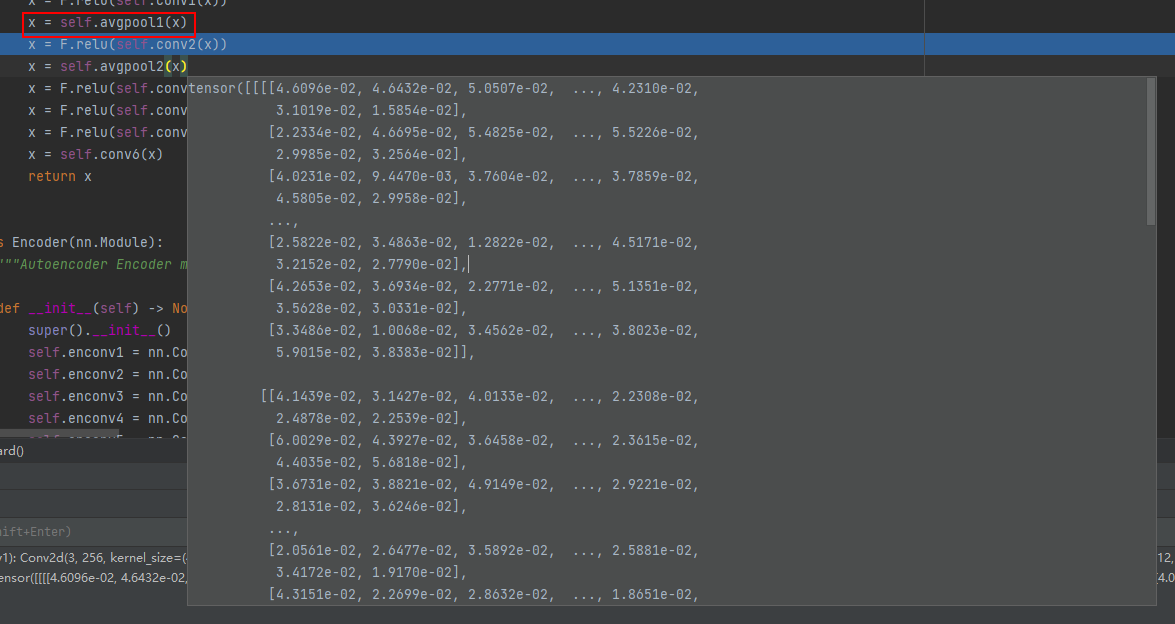 x = F.relu(self.conv1(x))
x = self.avgpool1(x)
x = F.relu(self.conv2(x))
x = self.avgpool2(x)
x = F.relu(self.conv
x = F.relu(self.conv
x = F.relu(self.conv
x = self.conv6(x)
return x
s Encoder(nn.Module):
"""Autoencoder Encoder m
def __init__(self) -> No
super().__init__()
self.enconv1 = nn.Co
self.enconv2 = nn.Co
self.enconv3 = nn.Co
self.enconv4 = nn.Co
tensor([[[[4.6096e-02, 4.6432e-02, 5.0507e-02, ..., 4.2310e-02,
3.1019e-02, 1.5854e-02],
[2.2334e-02, 4.6695e-02, 5.4825e-02, ..., 5.5226e-02,
2.9985e-02, 3.2564e-02],
[4.0231e-02, 9.4470e-03, 3.7604e-02, ..., 3.7859e-02,
4.5805e-02, 2.9958e-02],
...,
[2.5822e-02, 3.4863e-02, 1.2822e-02, ..., 4.5171e-02,
3.2152e-02, 2.7790e-02],
[4.2653e-02, 3.6934e-02, 2.2771e-02, ..., 5.1351e-02,
3.5628e-02, 3.0331e-02],
[3.3486e-02, 1.0068e-02, 3.4562e-02, ..., 3.8023e-02,
5.9015e-02, 3.8383e-02]],
[[4.1439e-02, 3.1427e-02, 4.0133e-02, ..., 2.2308e-02,
2.4878e-02, 2.2539e-02],
[6.0029e-02, 4.3927e-02, 3.6458e-02, ..., 2.3615e-02,
4.4035e-02, 5.6818e-02],
[3.6731e-02, 3.8821e-02, 4.9149e-02, ..., 2.9221e-02,
2.8131e-02, 3.6246e-02],
...,
[2.0561e-02, 2.6477e-02, 3.5892e-02, ..., 2.5881e-02,
3.4172e-02, 1.9170e-02],
[4.3151e-02, 2.2699e-02, 2.8632e-02, ..., 1.8651e-02,
ard()
hift+Enter)
v1): Conv2d(3, 256, kernel_size=(
12,
ensor([[[[4.6096e-02, 4.6432e-02,
[4.0